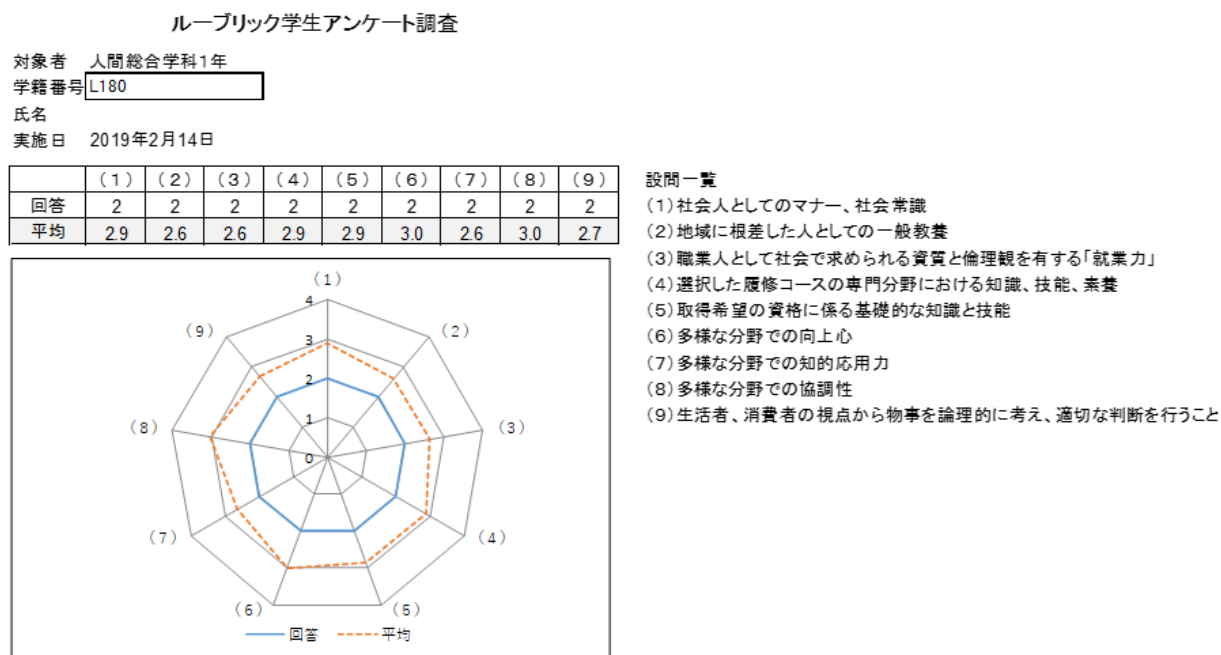 ルーブリック学生アンケート調査
対象者 人間総合学科1年
学籍番号 L180
氏名
実施日 2019年2月14日
(1) (2) (3) (4) (5) (6) (7) (8) (9)
回答 2 2 2 2 2 2 2 2 2
平均 2.9 2.6 2.6 2.9 2.9 3.0 2.6 3.0 2.7
設問一覧
(1)社会人としてのマナー、社会常識
(2)地域に根差した人としての一般教養
(3)職業人として社会で求められる資質と倫理観を有する「就業力」
(4)選択した履修コースの専門分野における知識、技能、素養
(5)取得希望の資格に係る基礎的な知識と技能
(6)多様な分野での向上心
(7)多様な分野での知的応用力
(8)多様な分野での協調性
(9)生活者、消費者の視点から物事を論理的に考え、適切な判断を行うこと
(1)
(2)
(3)
(4)
(5)
(6)
(7)
(8)
(9)
4
3
2
1
0
回答 平均